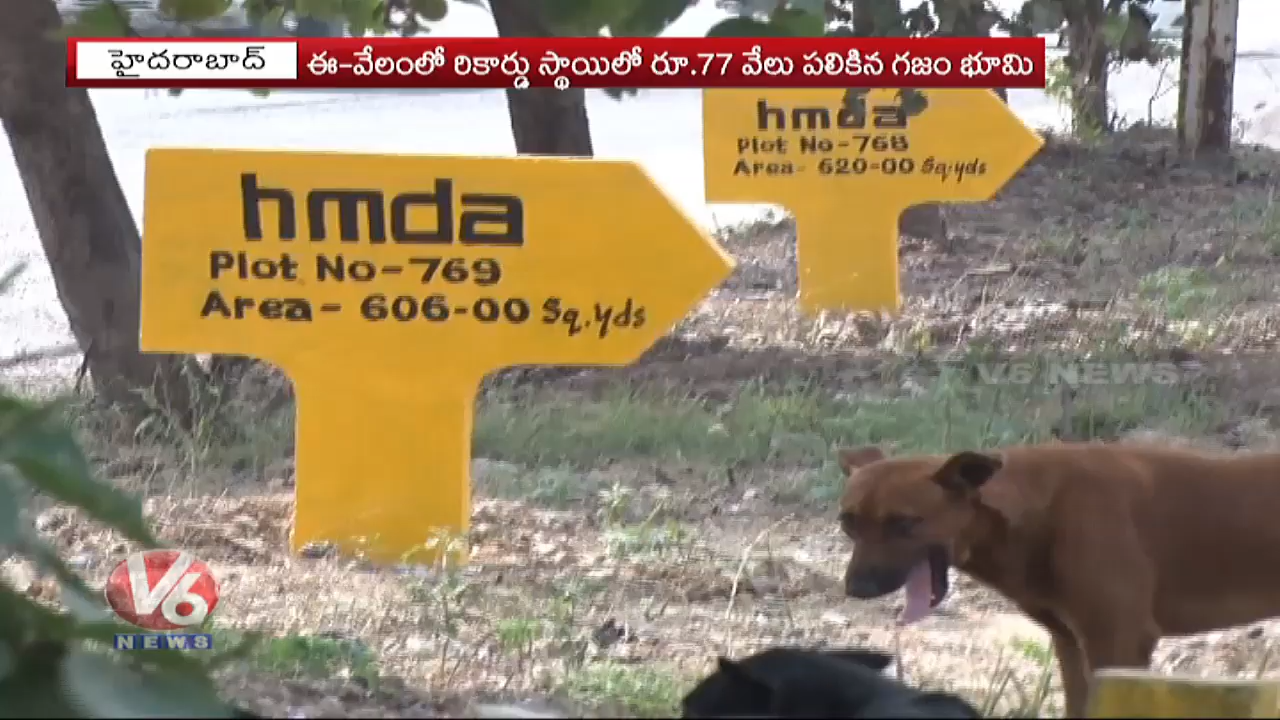 హైదరాబాద్ ఈ-వేలంలో రికార్డు స్థాయిలో రూ.77 వేలు పలికిన గజం భూమి
hmda
Plot No-768
Area- 620-00 Sq.yds
hmda
Plot No-769
Area- 606-00 Sq.yds
V6 NEWS
V6
NEWS